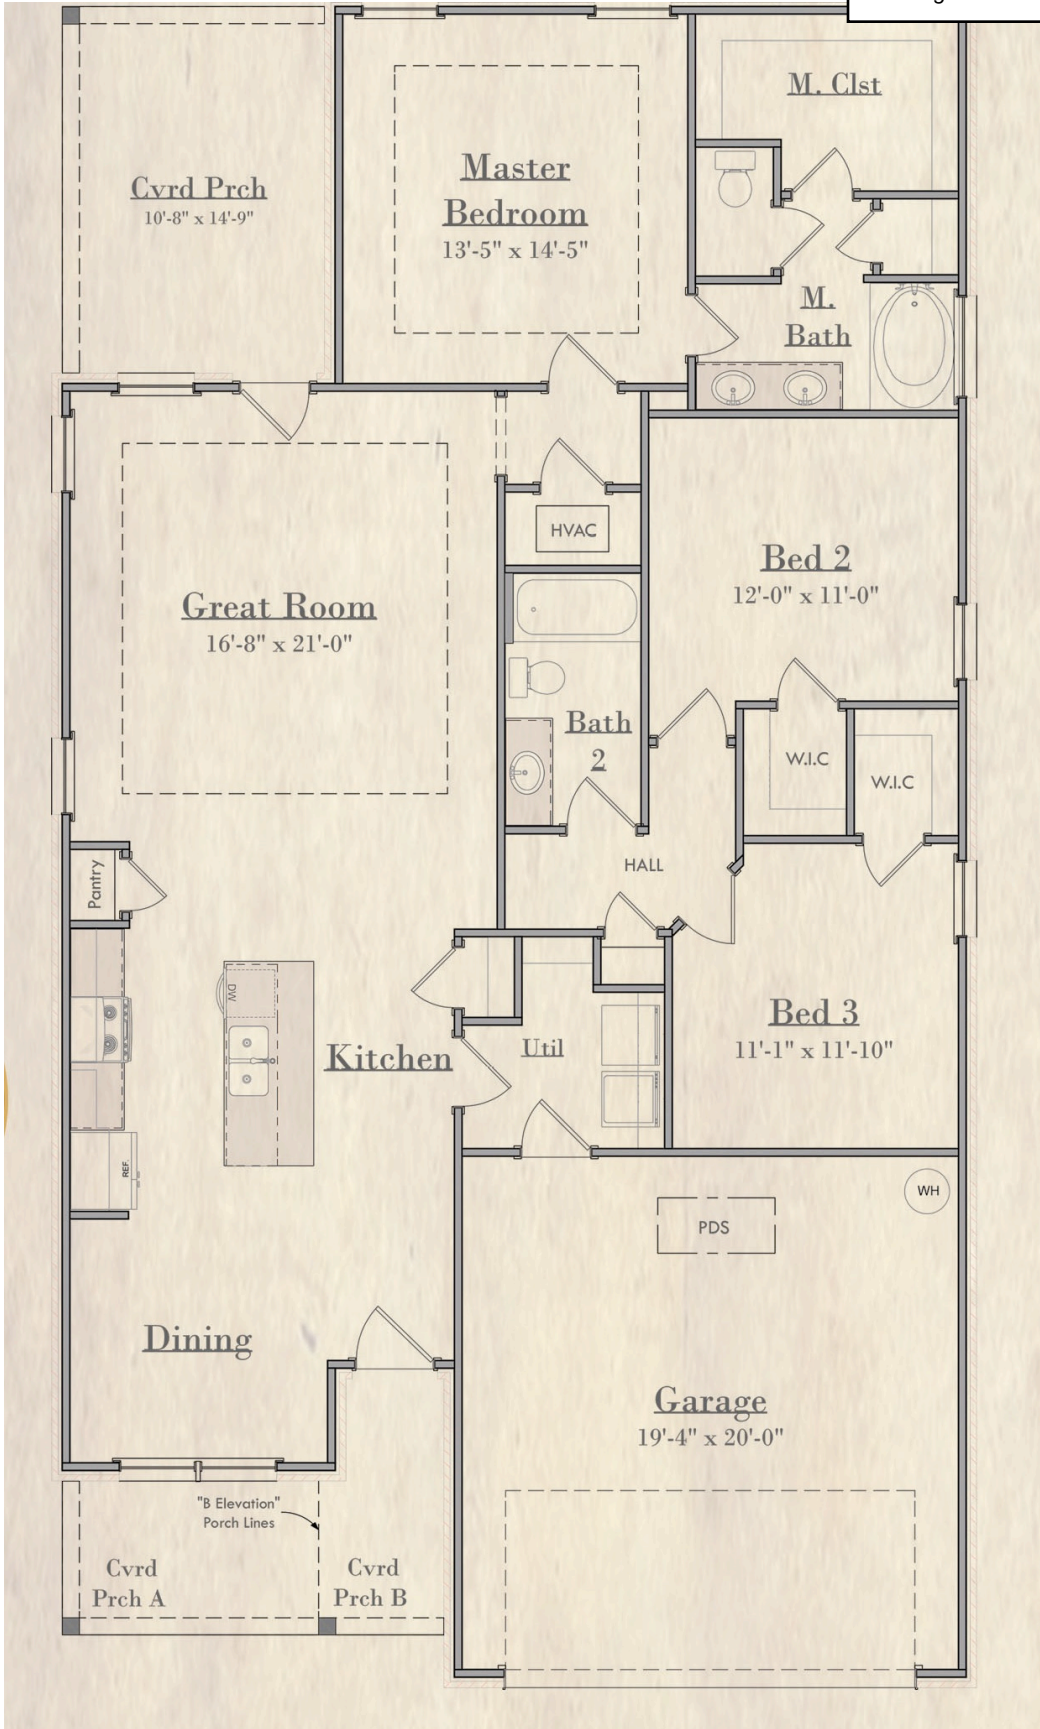 M. Clst
Cvrd Prch
10'-8" x 14'-9"
Master
Bedroom
13'-5" x 14'-5"
M.
Bath
HVAC
Bed 2
12'-0" x 11'-0"
Great Room
16'-8" x 21'-0"
Bath
2
W.I.C
W.I.C
HALL
Pantry
DW
Kitchen
Util
Bed 3
11'-1" x 11'-10"
REF.
WH
PDS
Dining
Garage
19'-4" x 20'-0"
"B Elevation"
Porch Lines
Cvrd
Prch A
Cvrd
Prch B